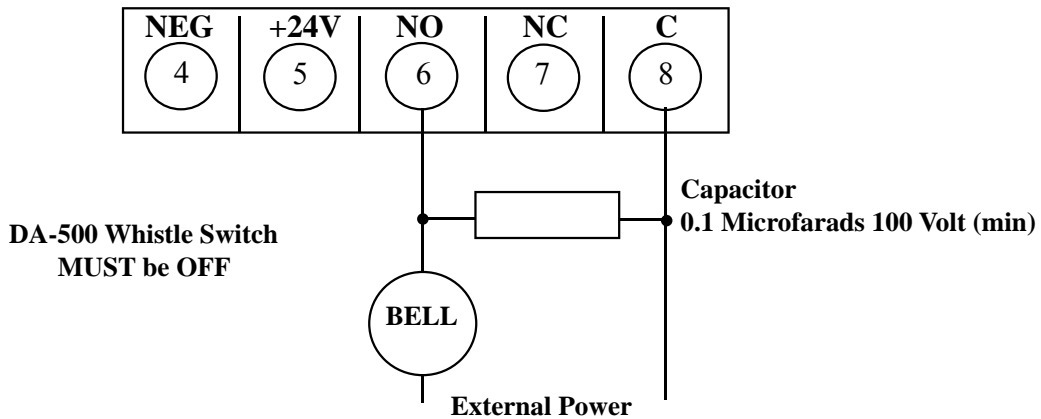 NEG +24V NO NC C
4 5 6 7 8
Capacitor
0.1 Microfarads 100 Volt (min)
DA-500 Whistle Switch
MUST be OFF
BELL
External Power